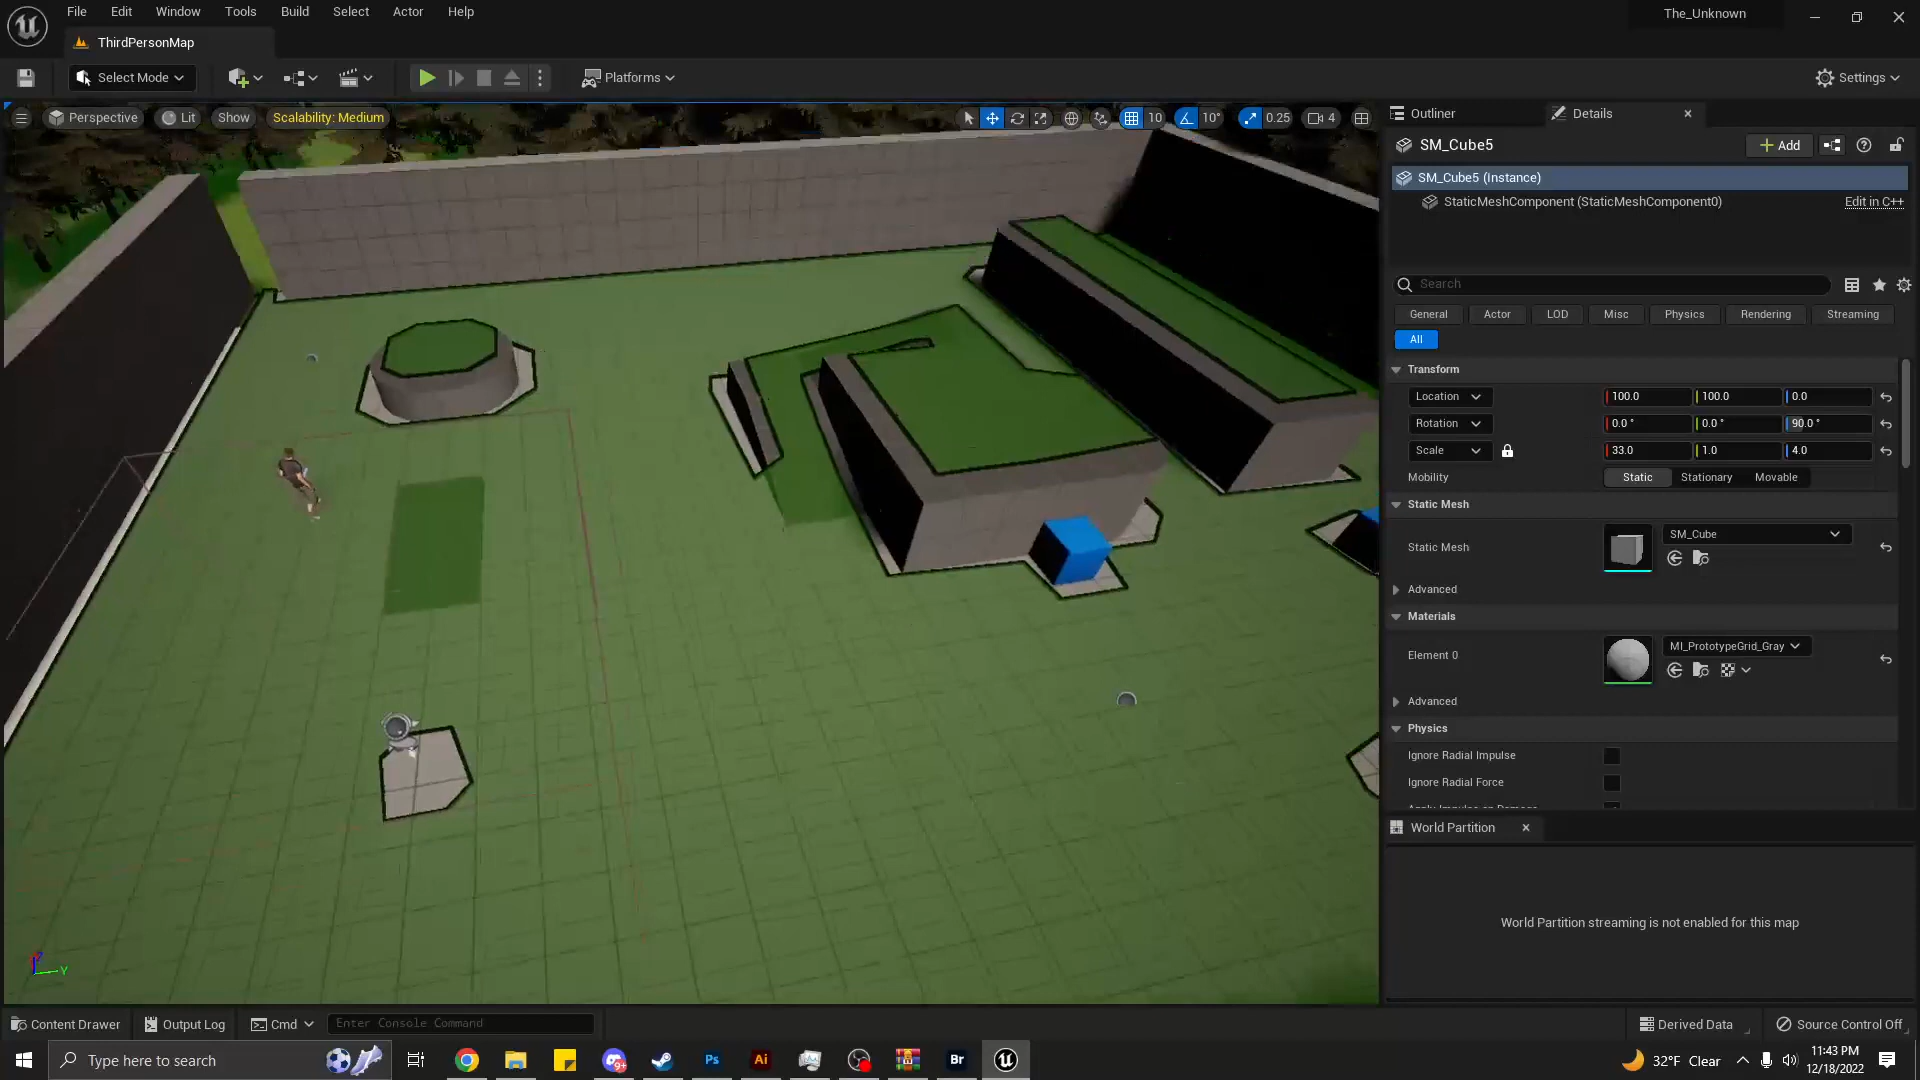 File Edit Window Tools Build Select Actor Help
The_Unknown
ThirdPersonMap
Select Mode
Platforms
Settings
Perspective Lit Show Scalability: Medium
10 10° 0.25 4
Outliner Details
SM_Cube5
Add
SM_Cube5 (Instance)
StaticMeshComponent (StaticMeshComponent0) Edit in C++
Search
General Actor LOD Misc Physics Rendering Streaming
All
Transform
Location 100.0 100.0 0.0
Rotation 0.0 ° 0.0 ° 90.0 °
Scale 33.0 1.0 4.0
Mobility Static Stationary Movable
Static Mesh
Static Mesh SM_Cube
Advanced
Materials
Element 0 MI_PrototypeGrid_Gray
Advanced
Physics
Ignore Radial Impulse
Ignore Radial Force
Apply Impulse on Damage
World Partition
World Partition streaming is not enabled for this map
Y
Content Drawer Output Log Cmd Enter Console Command
Derived Data Source Control Off
Type here to search
9+ Ps Ai Br
32°F Clear
11:43 PM
12/18/2022